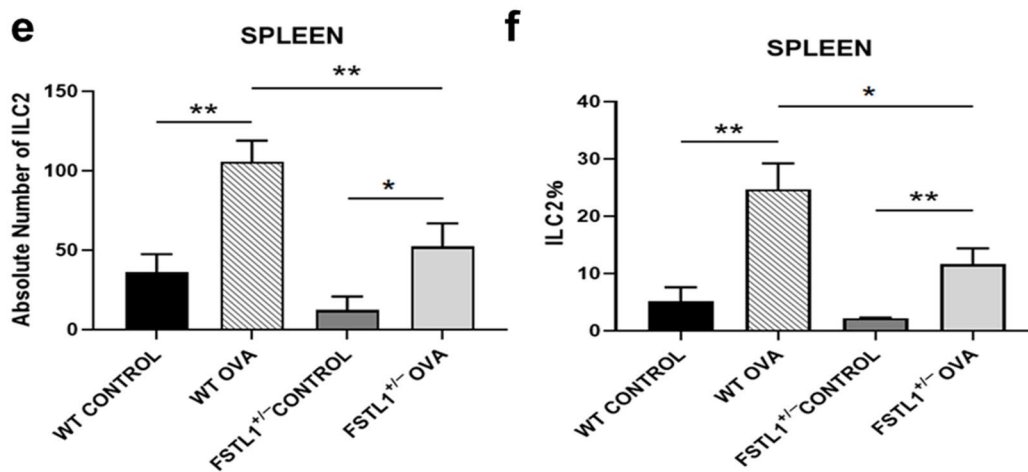 e
SPLEEN
Absolute Number of ILC2
150
100
50
0
**
**
*
WT CONTROL
WT OVA
FSTL1+/− CONTROL
FSTL1+/− OVA
f
SPLEEN
ILC2%
40
30
20
10
0
*
**
**
WT CONTROL
WT OVA
FSTL1+/− CONTROL
FSTL1+/− OVA